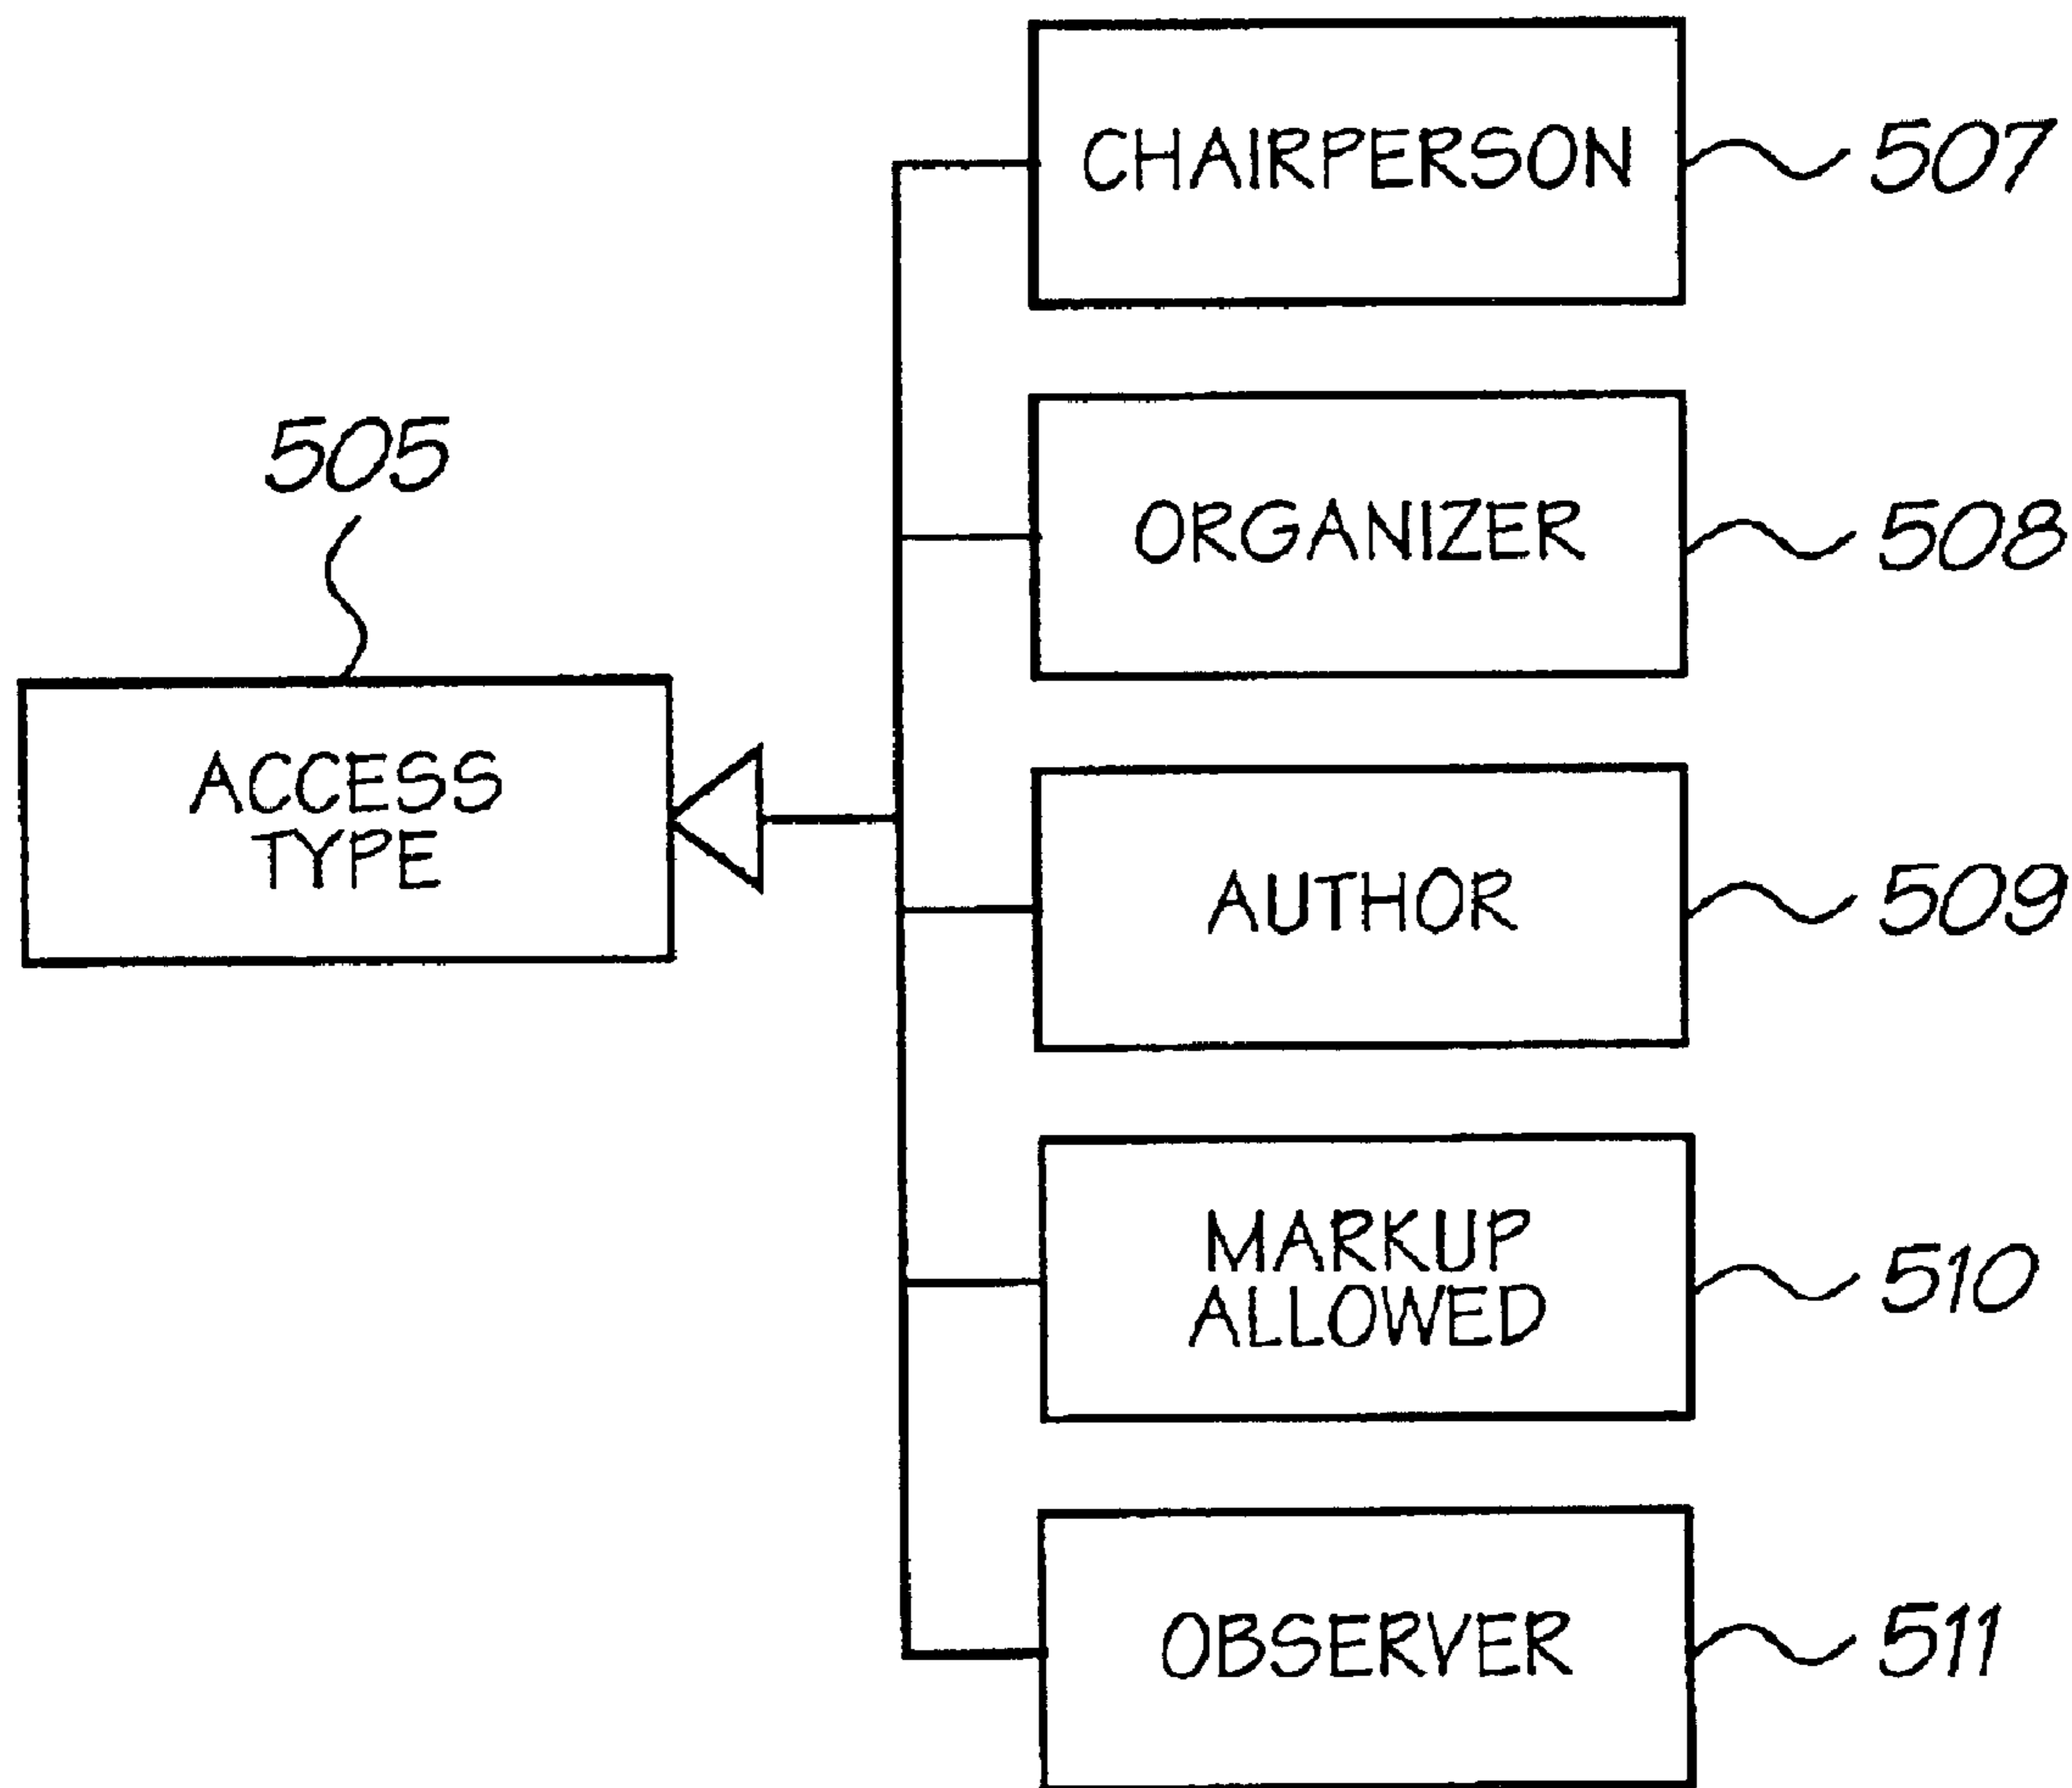 CHAIRPERSON
507
ORGANIZER
508
505
ACCESS
TYPE
AUTHOR
509
MARKUP
ALLOWED
510
OBSERVER
511